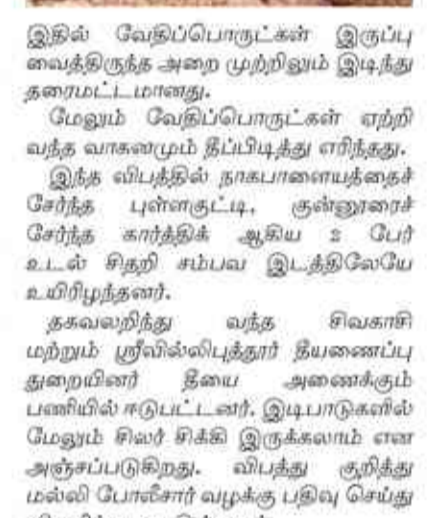 இதில் வேதிப்பொருட்கள் இருப்பு
வைத்திருந்த அறை முற்றிலும் இடிந்து
தரைமட்டமானது.
மேலும் வேதிப்பொருட்கள் ஏற்றி
வந்த வாகனமும் தீப்பிடித்து எரிந்தது.
இந்த விபத்தில் நாகபாளையத்தைச்
சேர்ந்த புள்ளகுட்டி, குன்னூரைச்
சேர்ந்த கார்த்திக் ஆகிய 2 பேர்
உடல் சிதறி சம்பவ இடத்திலேயே
உயிரிழந்தனர்.
தகவலறிந்து வந்த சிவகாசி
மற்றும் ஸ்ரீவில்லிபுத்தூர் தீயணைப்பு
துறையினர் தீயை அணைக்கும்
பணியில் ஈடுபட்டனர். இடிபாடுகளில்
மேலும் சிலர் சிக்கி இருக்கலாம் என
அஞ்சப்படுகிறது. விபத்து குறித்து
மல்லி போலீசார் வழக்கு பதிவு செய்து